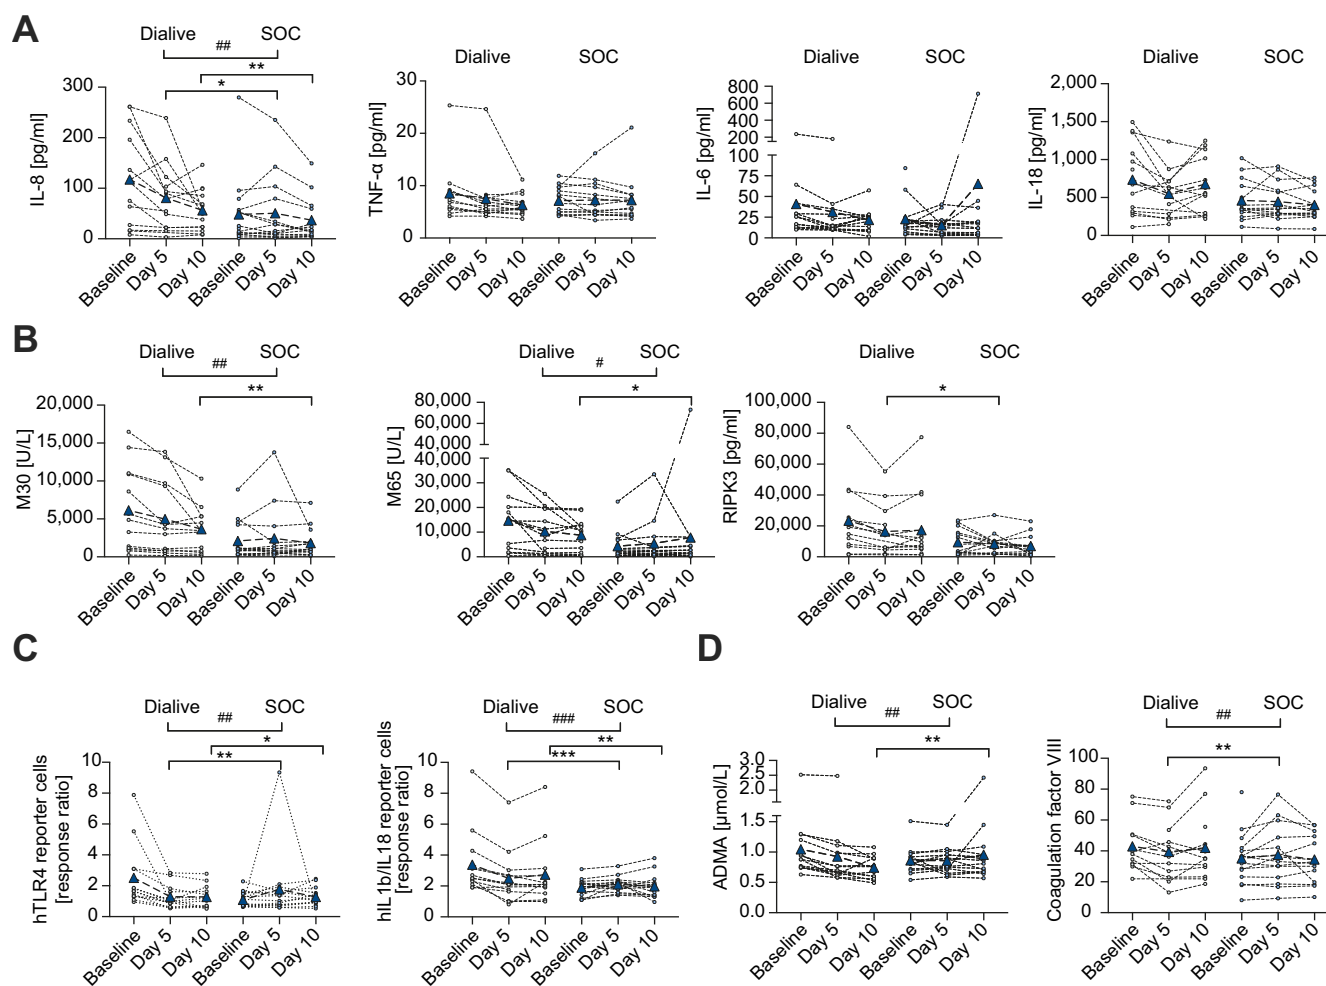 A
Dialive SOC
##
**
*
IL-8 [pg/ml]
300
200
100
0
Baseline Day 5 Day 10 Baseline Day 5 Day 10
Dialive SOC
TNF-α [pg/ml]
30
20
10
0
Baseline Day 5 Day 10 Baseline Day 5 Day 10
Dialive SOC
IL-6 [pg/ml]
800
600
400
200
100
75
50
25
0
Baseline Day 5 Day 10 Baseline Day 5 Day 10
Dialive SOC
IL-18 [pg/ml]
2,000
1,500
1,000
500
0
Baseline Day 5 Day 10 Baseline Day 5 Day 10
B
Dialive SOC
##
**
M30 [U/L]
20,000
15,000
10,000
5,000
0
Baseline Day 5 Day 10 Baseline Day 5 Day 10
Dialive SOC
#
*
M65 [U/L]
80,000
60,000
40,000
40,000
30,000
20,000
10,000
0
Baseline Day 5 Day 10 Baseline Day 5 Day 10
Dialive SOC
*
RIPK3 [pg/ml]
100,000
80,000
60,000
40,000
20,000
0
Baseline Day 5 Day 10 Baseline Day 5 Day 10
C
Dialive SOC
##
*
**
hTLR4 reporter cells
[response ratio]
10
8
6
4
2
0
Baseline Day 5 Day 10 Baseline Day 5 Day 10
Dialive SOC
###
**
***
hIL1b/IL18 reporter cells
[response ratio]
10
8
6
4
2
0
Baseline Day 5 Day 10 Baseline Day 5 Day 10
D
Dialive SOC
##
**
ADMA [µmol/L]
3.0
2.5
2.0
1.5
1.0
0.5
0.0
Baseline Day 5 Day 10 Baseline Day 5 Day 10
Dialive SOC
##
**
Coagulation factor VIII
100
80
60
40
20
0
Baseline Day 5 Day 10 Baseline Day 5 Day 10